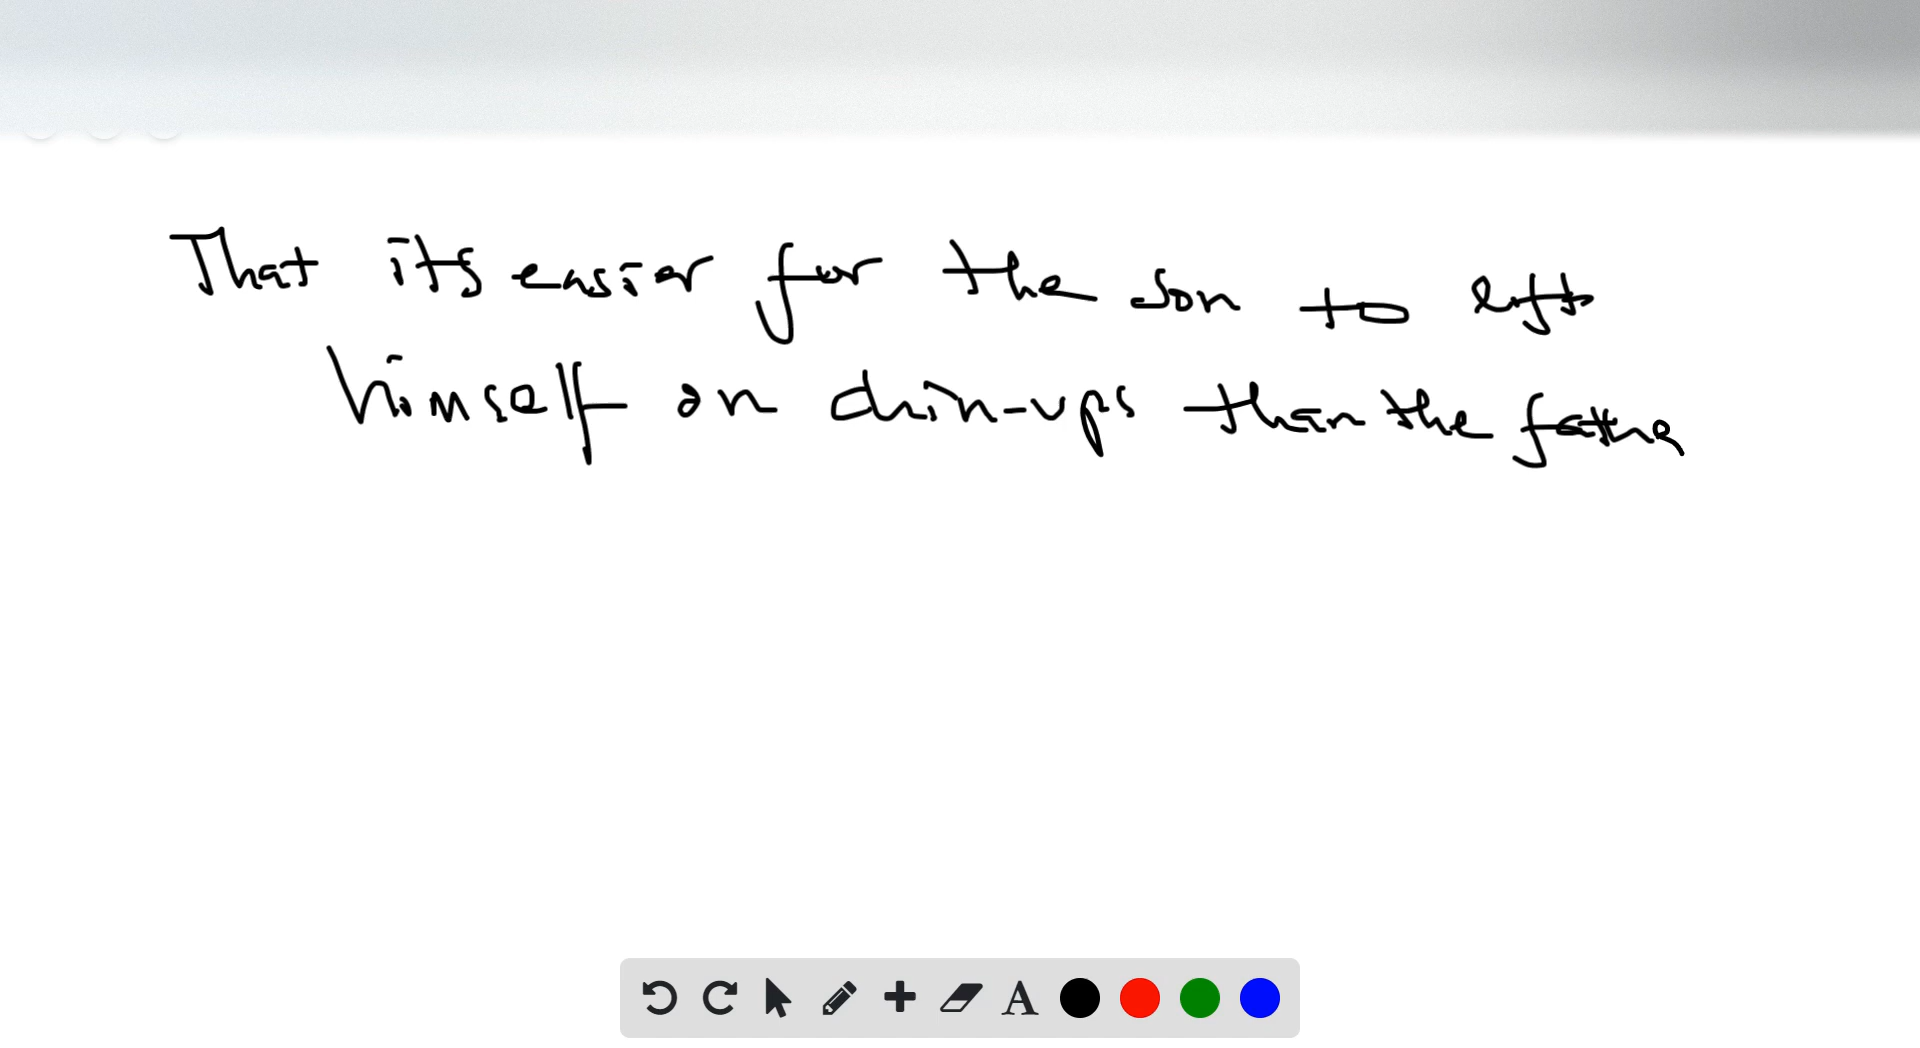 That its easier for the son to lift
himself on chin-ups than the father
A